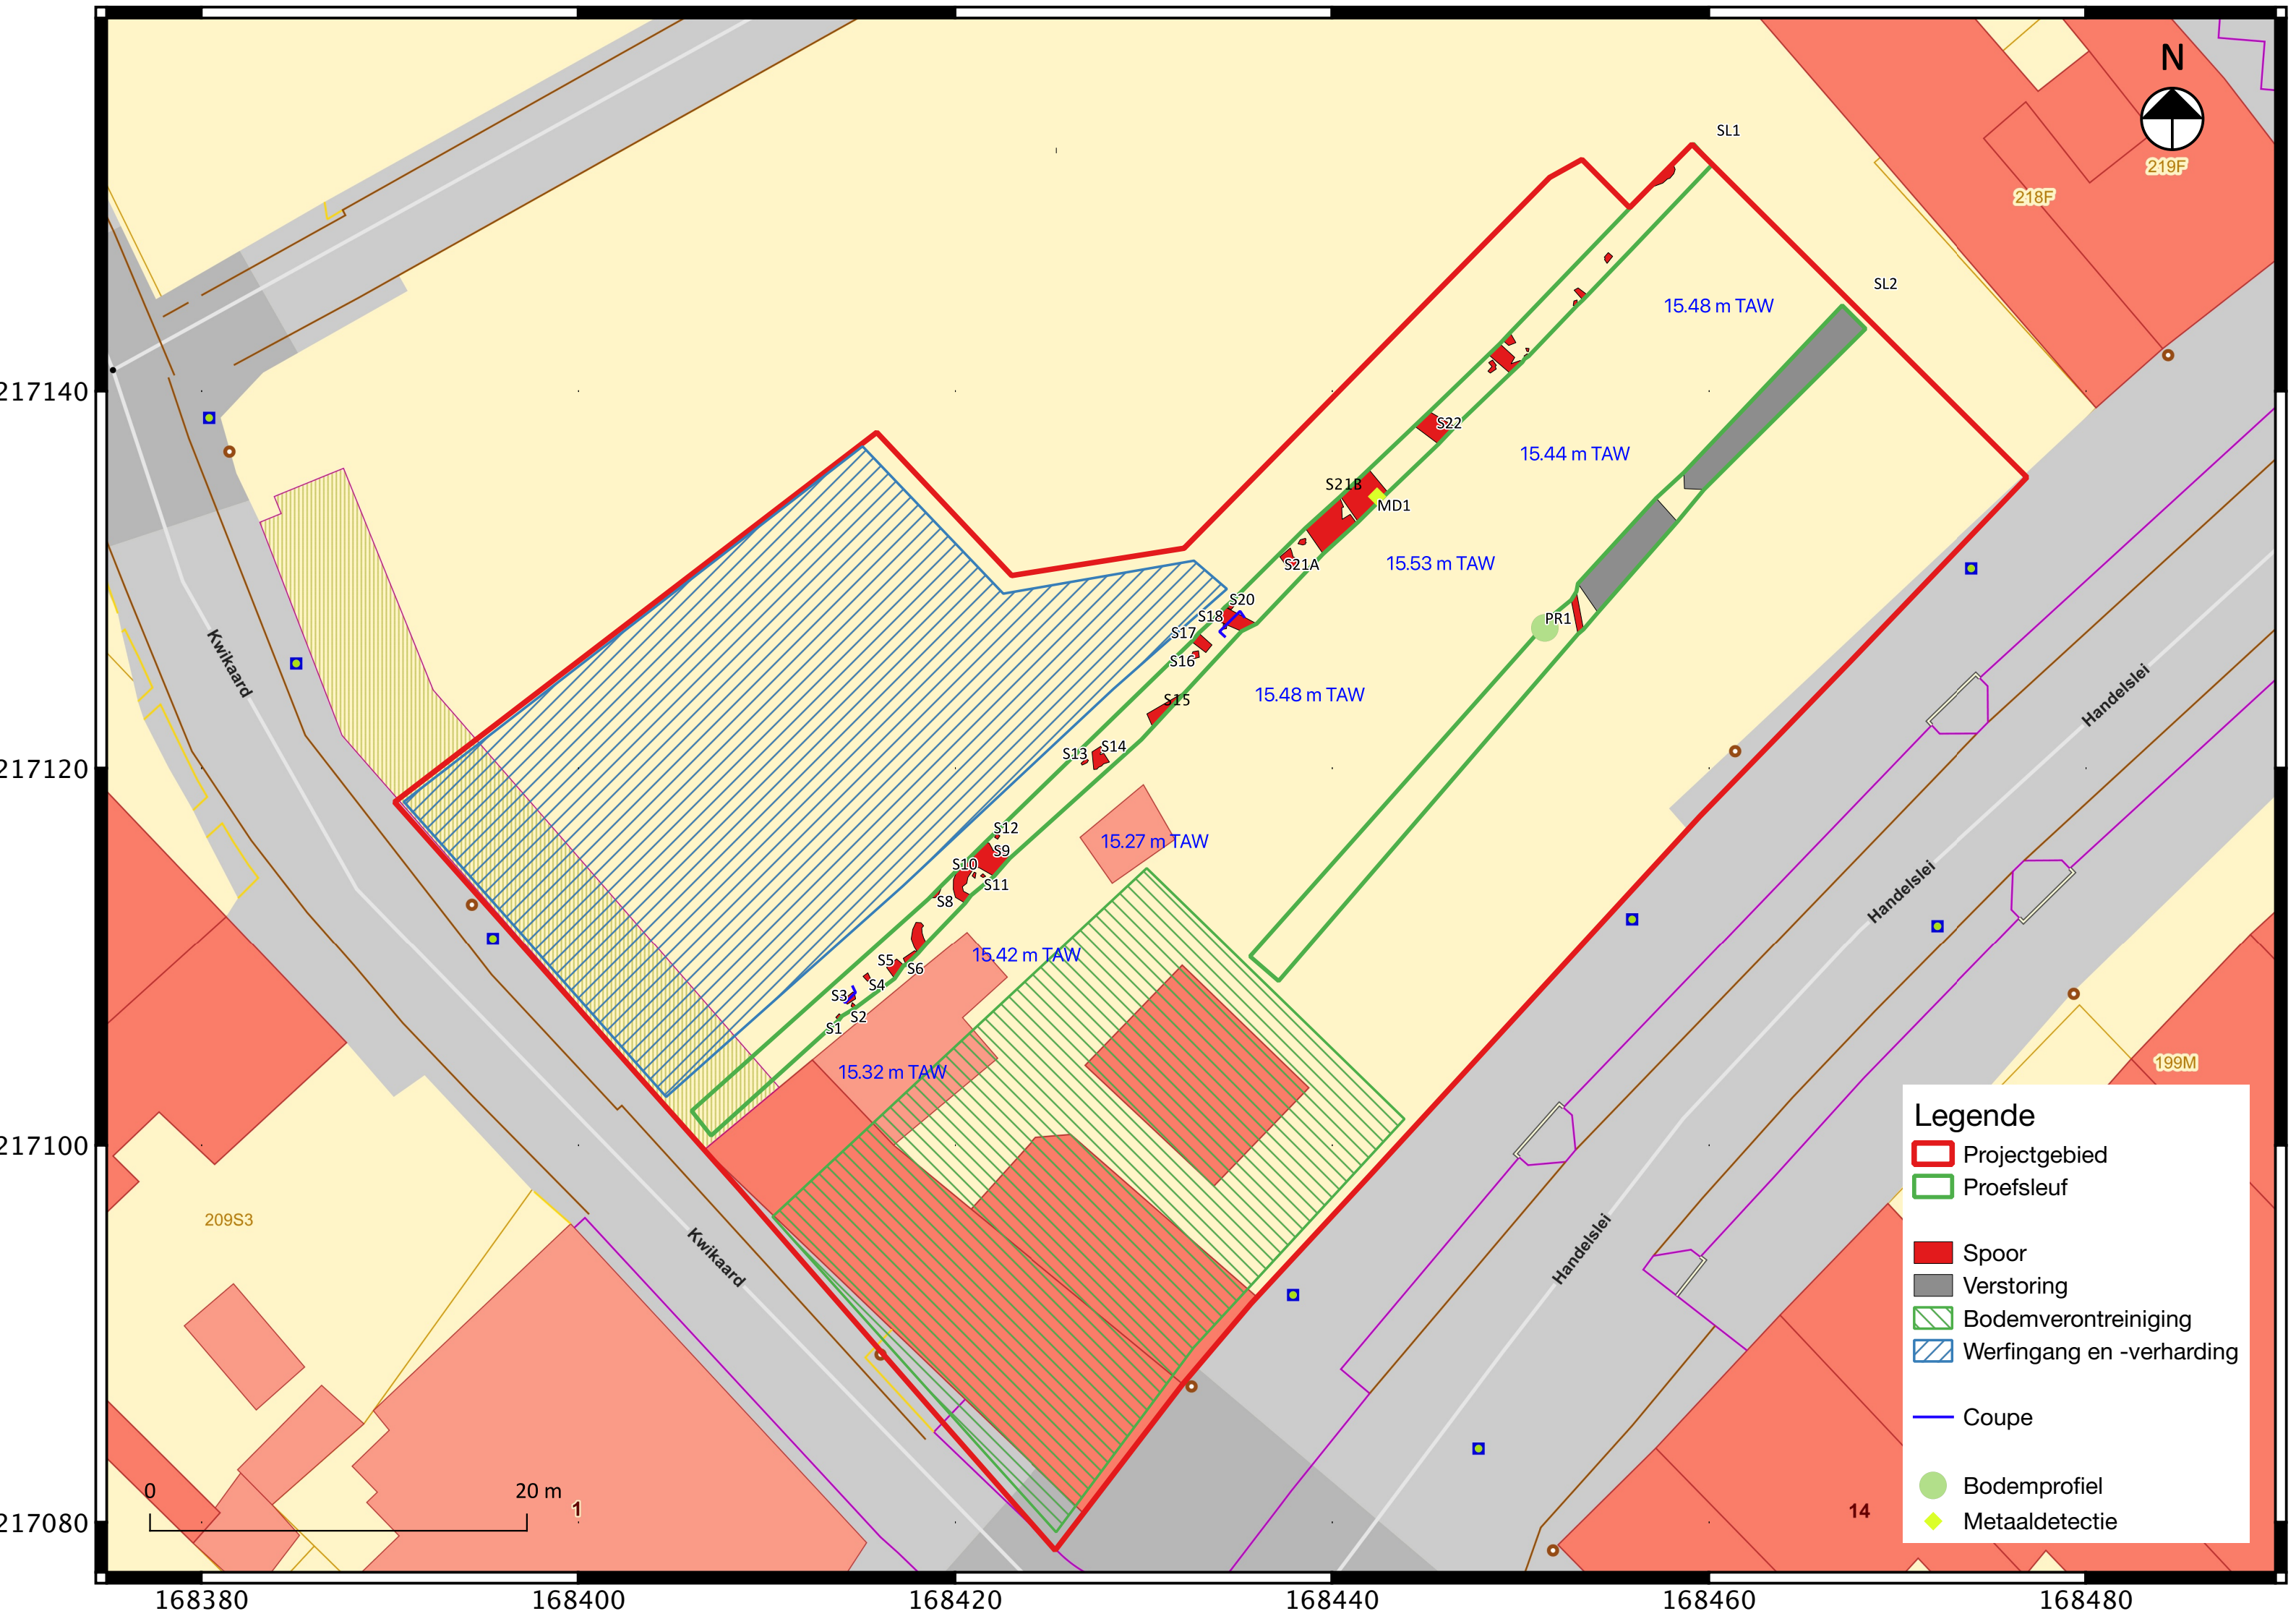 N
SL1
219F
218F
SL2
15.48 m TAW
217140
S22
15.44 m TAW
S21B
MD1
15.53 m TAW
S21A
S20
S18
PR1
S17
S16
Kwikaard
15.48 m TAW
Handelslei
S15
S14
S13
217120
S12
15.27 m TAW
S9
S10
S11
Handelslei
S8
15.42 m TAW
S5
S6
S4
S3
S2
S1
199M
15.32 m TAW
Legende
217100
Projectgebied
Proefsleuf
209S3
Kwikaard
Handelslei
Spoor
Verstoring
Bodemverontreiniging
Werfingang en -verharding
Coupe
0 20 m
1
Bodemprofiel
14
217080
Metaaldetectie
168380 168400 168420 168440 168460 168480